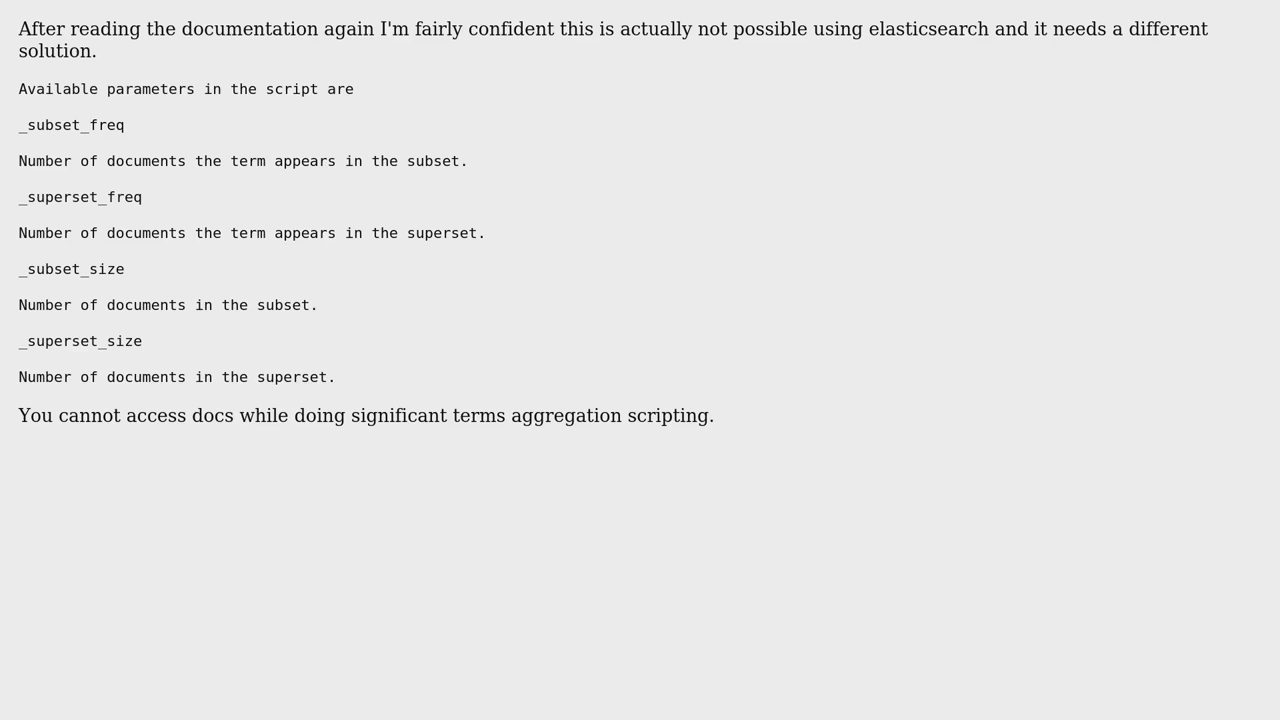 After reading the documentation again I'm fairly confident this is actually not possible using elasticsearch and it needs a different
solution.
Available parameters in the script are
_subset_freq
Number of documents the term appears in the subset.
_superset_freq
Number of documents the term appears in the superset.
_subset_size
Number of documents in the subset.
_superset_size
Number of documents in the superset.
You cannot access docs while doing significant terms aggregation scripting.